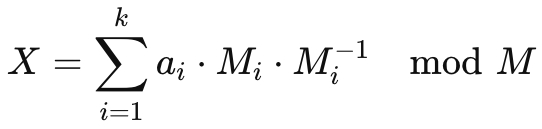 X = \sum_{i=1}^{k} a_i \cdot M_i \cdot M_i^{-1} \mod M